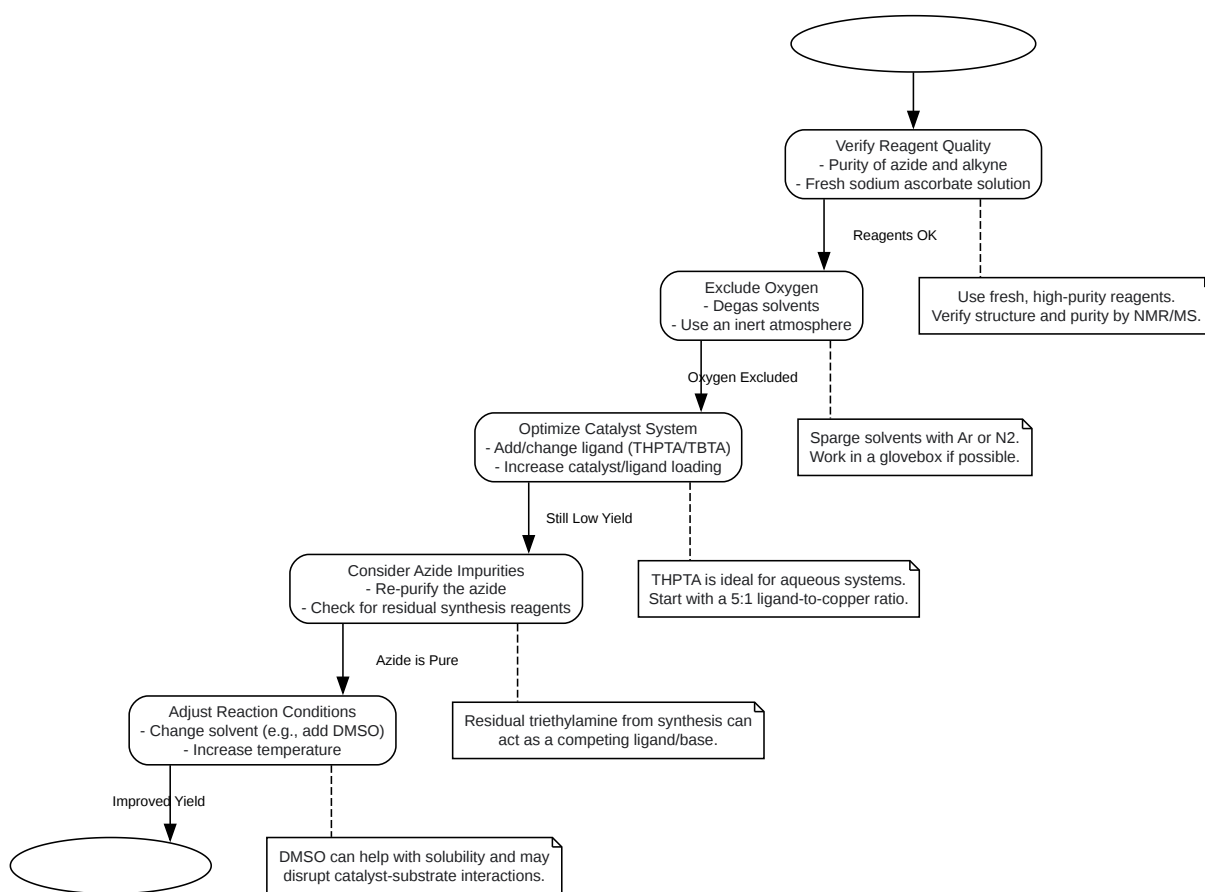 Verify Reagent Quality
- Purity of azide and alkyne
- Fresh sodium ascorbate solution
Reagents OK
Use fresh, high-purity reagents.
Verify structure and purity by NMR/MS.
Exclude Oxygen
- Degas solvents
- Use an inert atmosphere
Oxygen Excluded
Sparge solvents with Ar or N2.
Work in a glovebox if possible.
Optimize Catalyst System
- Add/change ligand (THPTA/TBTA)
- Increase catalyst/ligand loading
Still Low Yield
THPTA is ideal for aqueous systems.
Start with a 5:1 ligand-to-copper ratio.
Consider Azide Impurities
- Re-purify the azide
- Check for residual synthesis reagents
Azide is Pure
Residual triethylamine from synthesis can
act as a competing ligand/base.
Adjust Reaction Conditions
- Change solvent (e.g., add DMSO)
- Increase temperature
Improved Yield
DMSO can help with solubility and may
disrupt catalyst-substrate interactions.